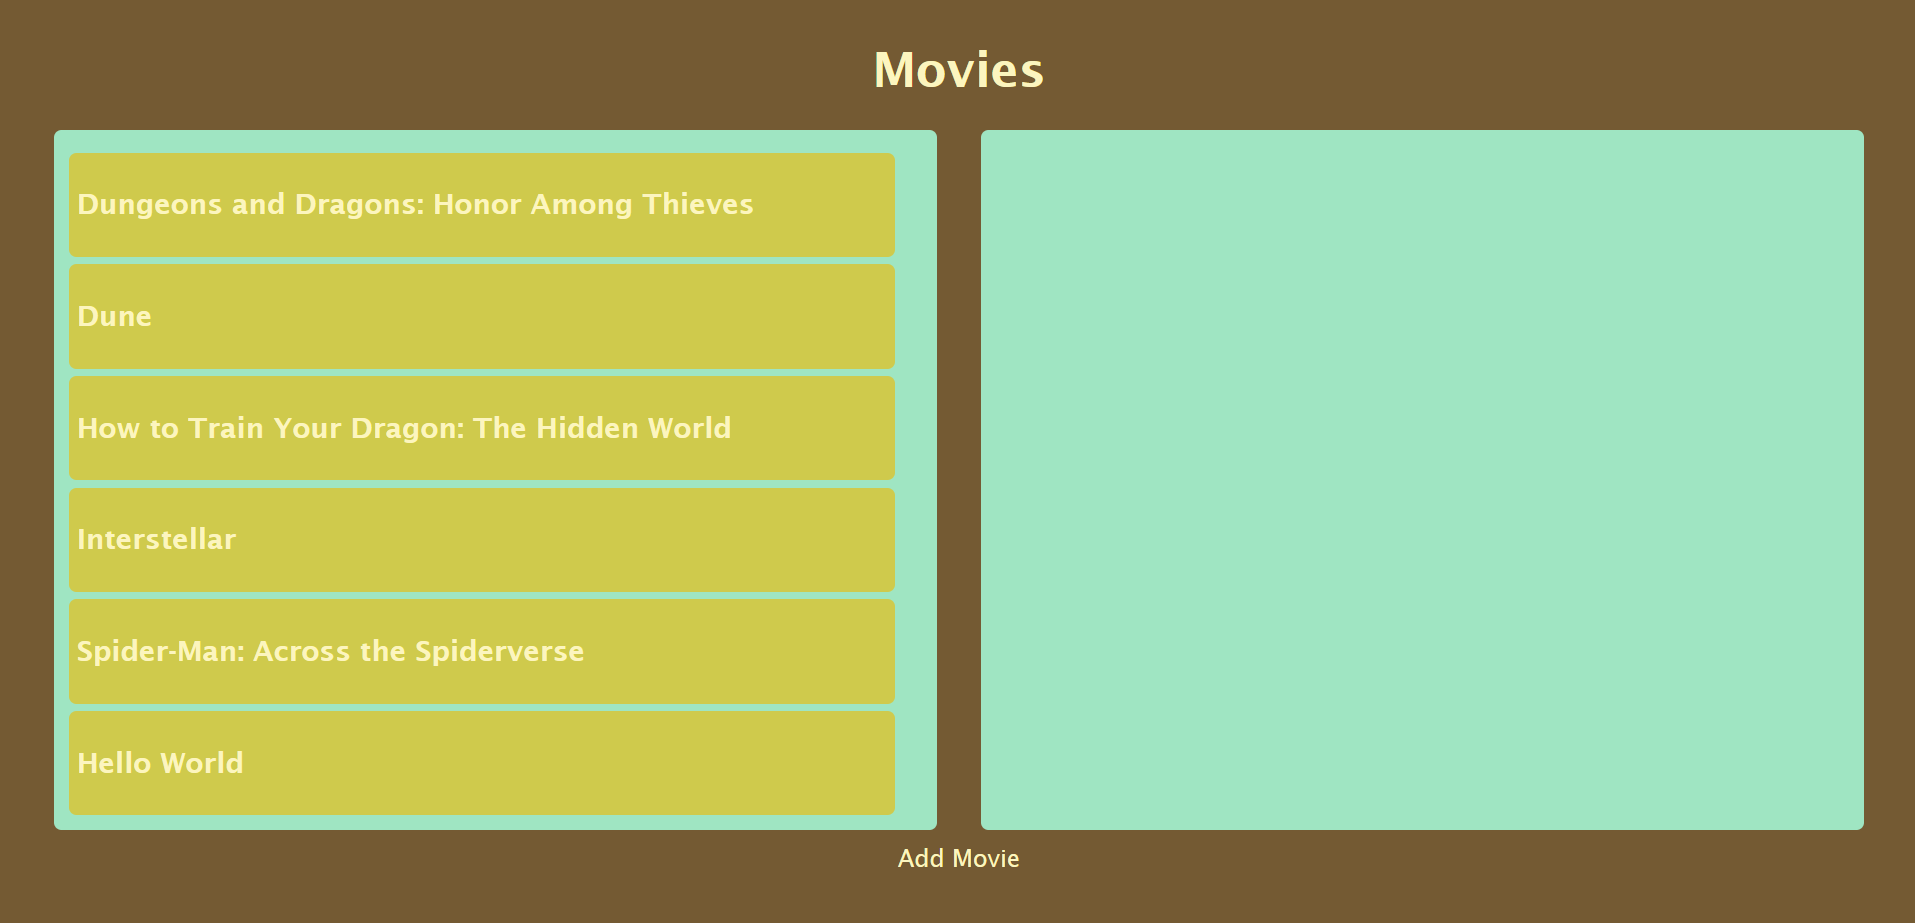 Movies
Dungeons and Dragons: Honor Among Thieves
Dune
How to Train Your Dragon: The Hidden World
Interstellar
Spider-Man: Across the Spiderverse
Hello World
Add Movie